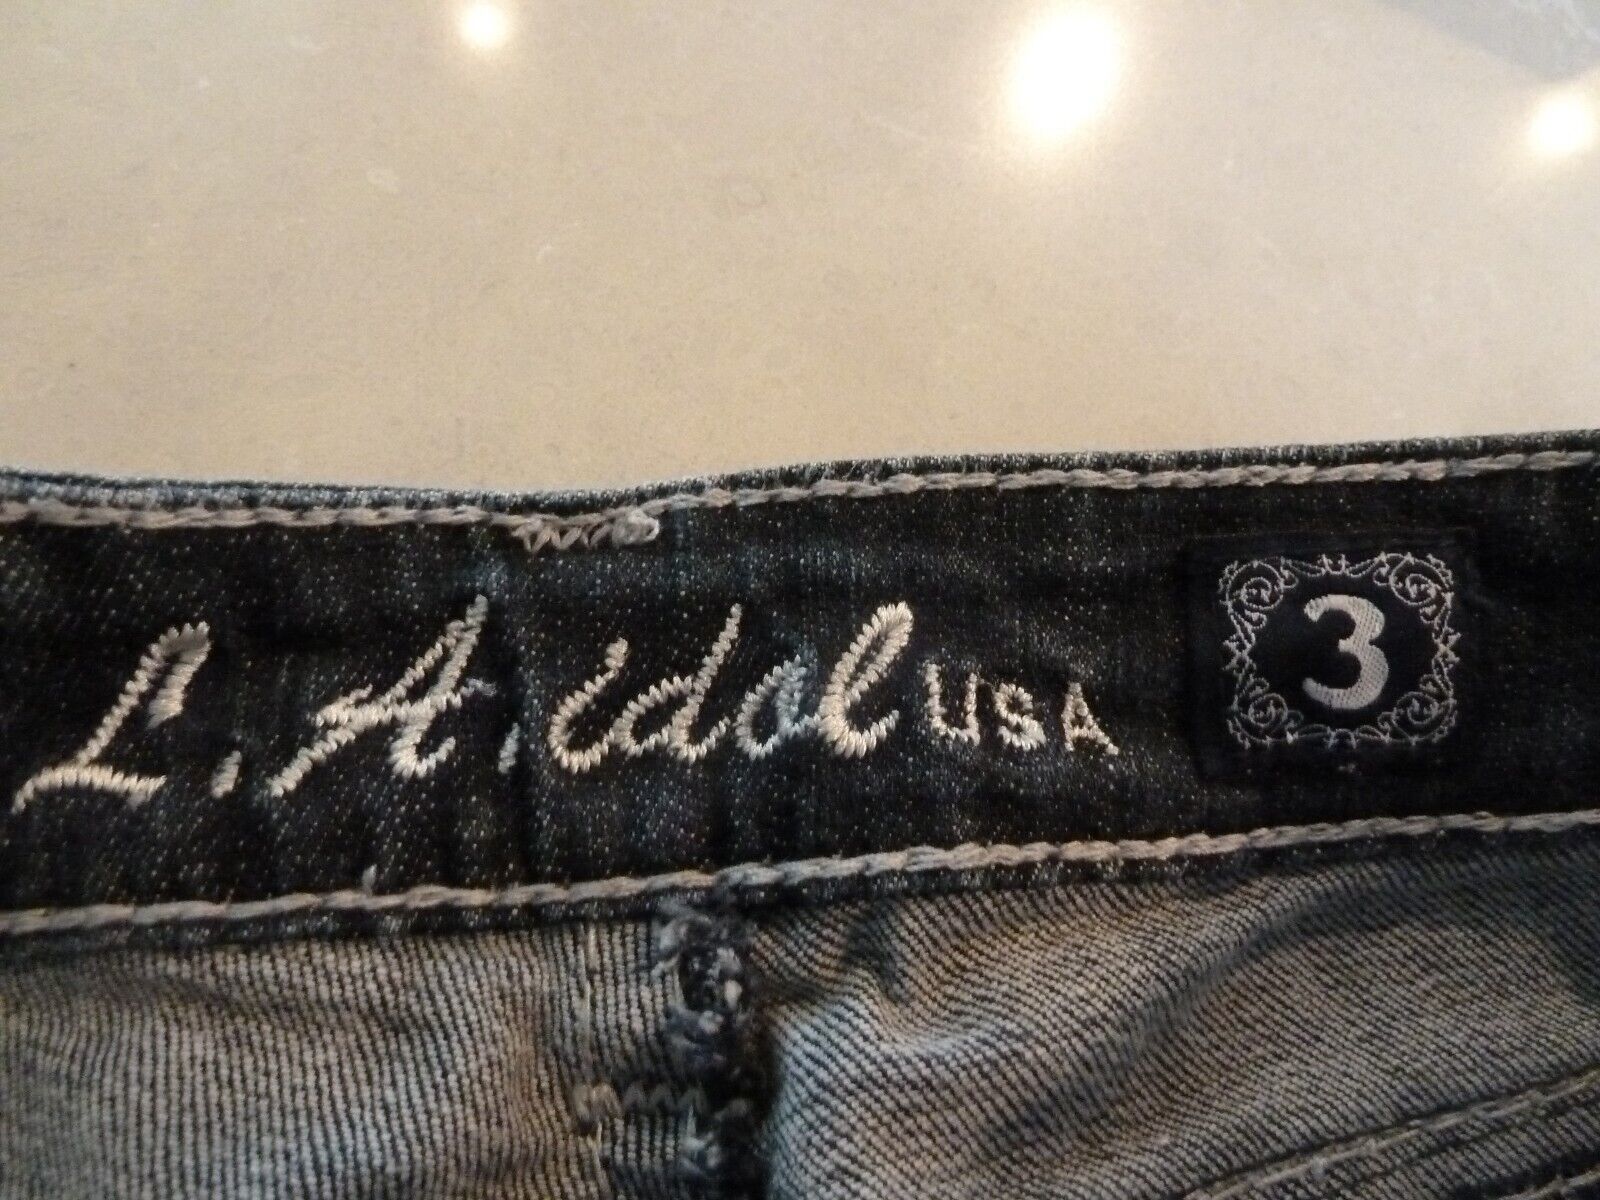 L.A. idol USA 3